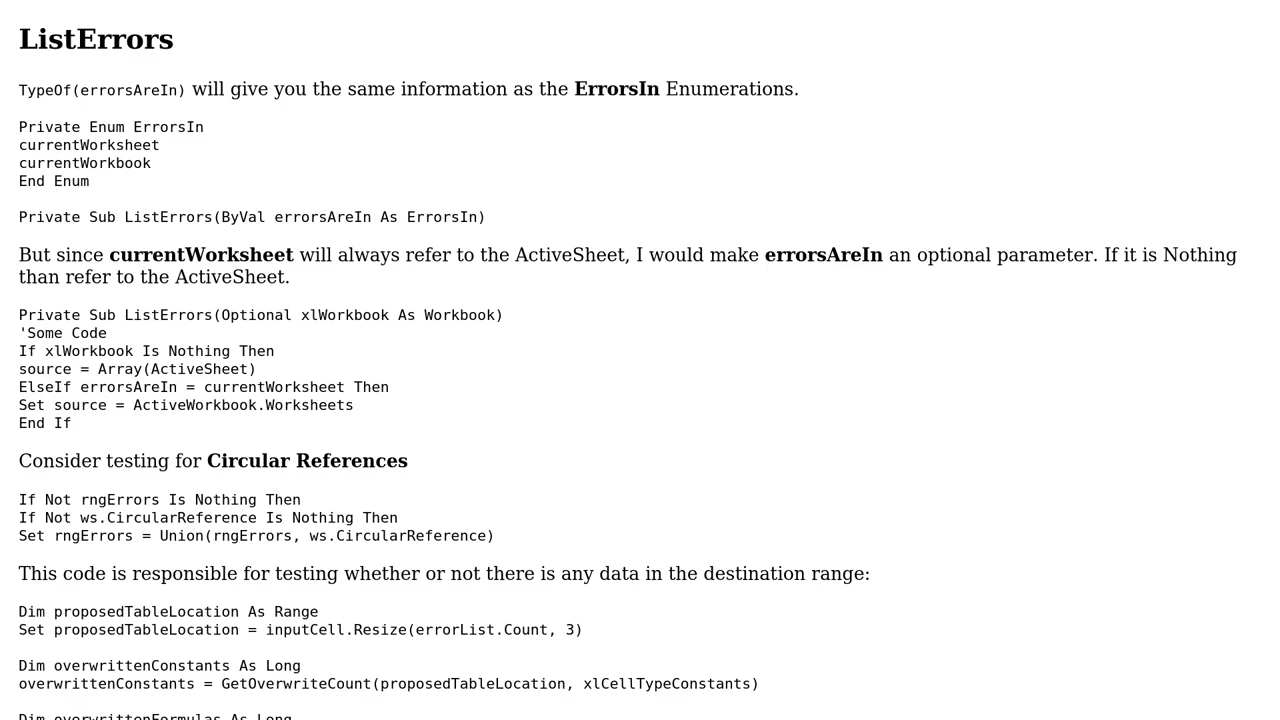 ListErrors
TypeOf(errorsAreIn) will give you the same information as the ErrorsIn Enumerations.
Private Enum ErrorsIn
currentWorksheet
currentWorkbook
End Enum
Private Sub ListErrors(ByVal errorsAreIn As ErrorsIn)
But since currentWorksheet will always refer to the ActiveSheet, I would make errorsAreIn an optional parameter. If it is Nothing
than refer to the ActiveSheet.
Private Sub ListErrors(Optional xlWorkbook As Workbook)
'Some Code
If xlWorkbook Is Nothing Then
source = Array(ActiveSheet)
ElseIf errorsAreIn = currentWorksheet Then
Set source = ActiveWorkbook.Worksheets
End If
Consider testing for Circular References
If Not rngErrors Is Nothing Then
If Not ws.CircularReference Is Nothing Then
Set rngErrors = Union(rngErrors, ws.CircularReference)
This code is responsible for testing whether or not there is any data in the destination range:
Dim proposedTableLocation As Range
Set proposedTableLocation = inputCell.Resize(errorList.Count, 3)
Dim overwrittenConstants As Long
overwrittenConstants = GetOverwriteCount(proposedTableLocation, xlCellTypeConstants)
Dim overwrittenFormulas As Long